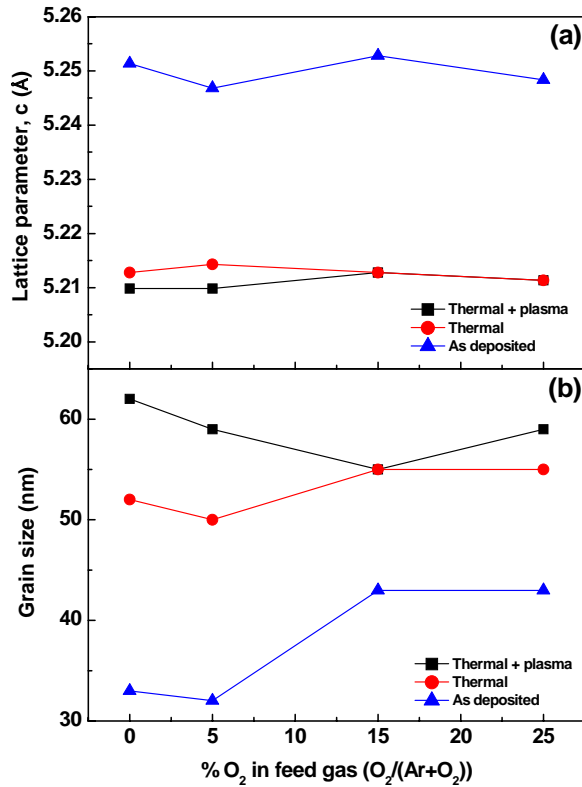 5.26
(a)
5.25
5.24
5.23
5.22
5.21
5.20
Lattice parameter, c (Å)
Thermal + plasma
Thermal
As deposited
(b)
60
50
40
30
Grain size (nm)
Thermal + plasma
Thermal
As deposited
0 5 10 15 20 25
% O₂ in feed gas (O₂/(Ar+O₂))